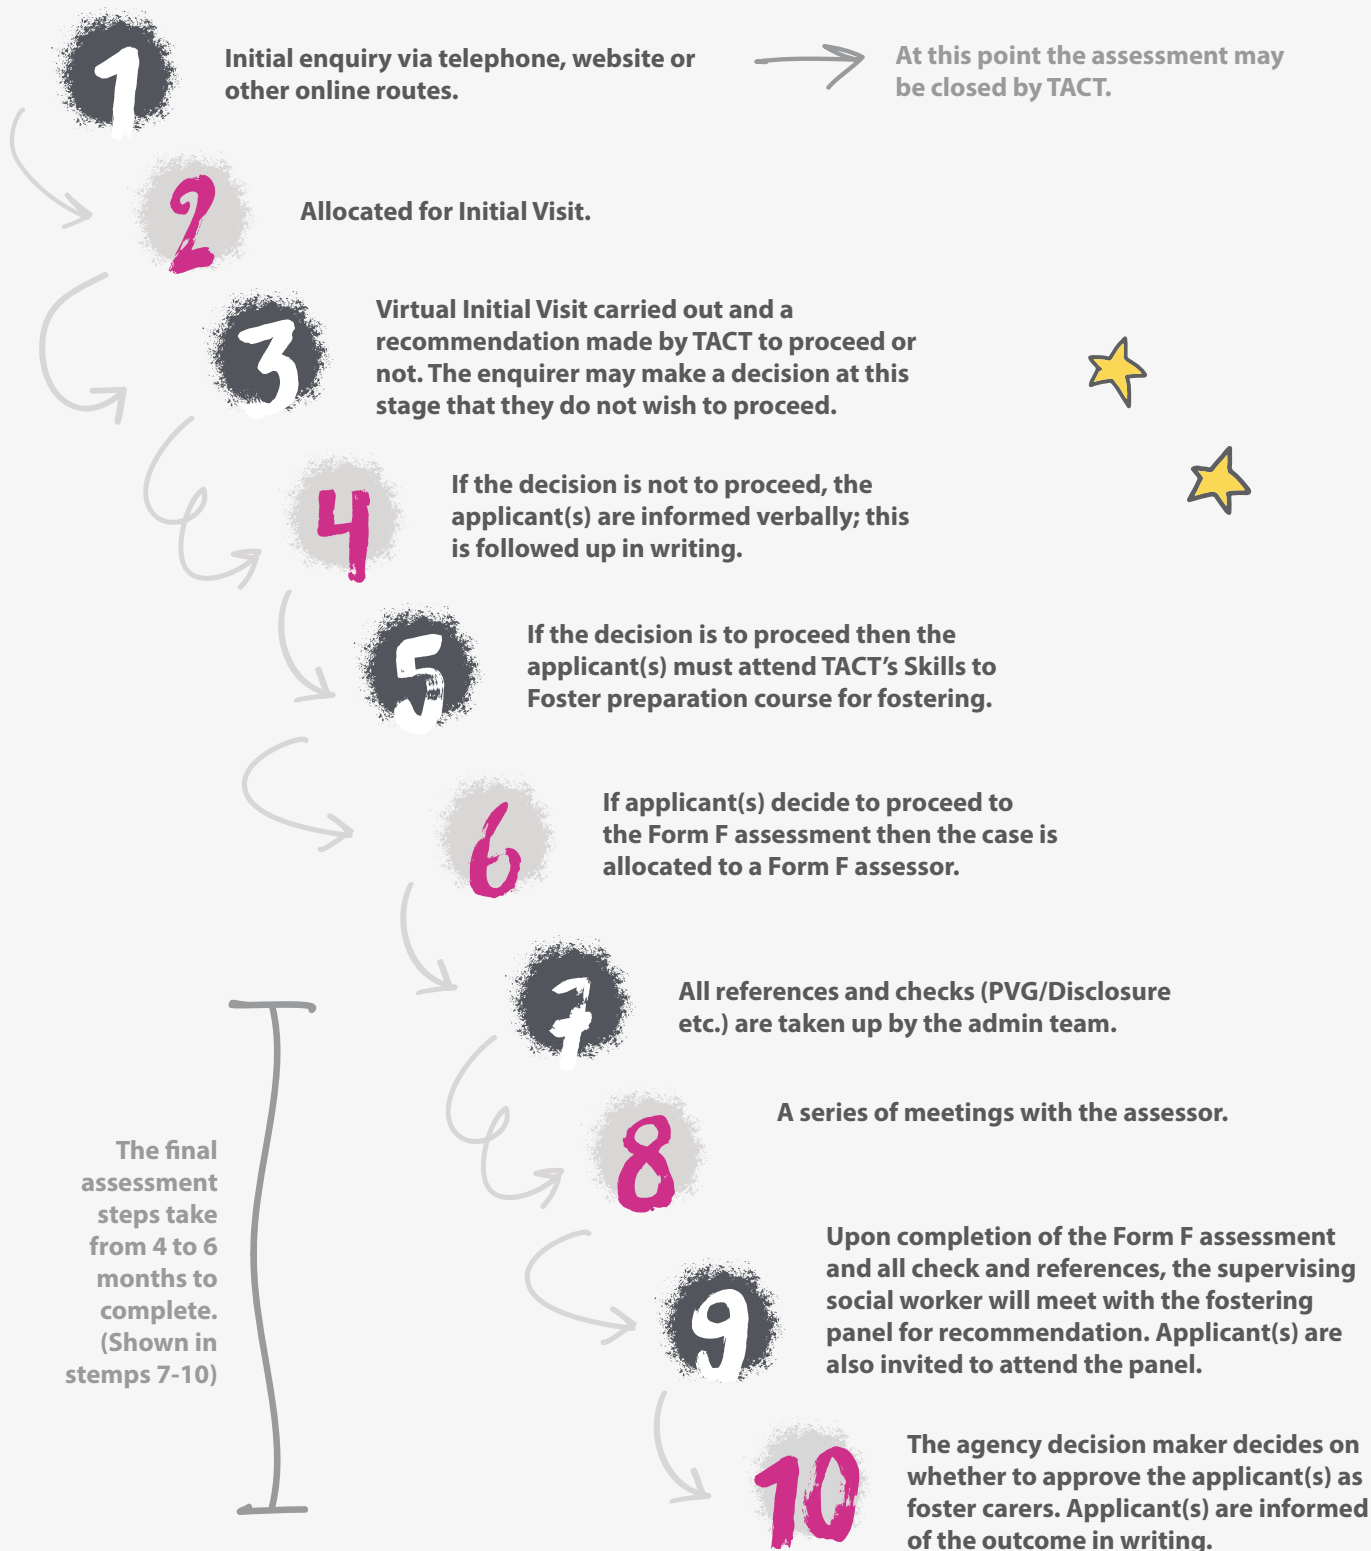 1
Initial enquiry via telephone, website or
other online routes.
At this point the assessment may
be closed by TACT.
2
Allocated for Initial Visit.
3
Virtual Initial Visit carried out and a
recommendation made by TACT to proceed or
not. The enquirer may make a decision at this
stage that they do not wish to proceed.
4
If the decision is not to proceed, the
applicant(s) are informed verbally; this
is followed up in writing.
5
If the decision is to proceed then the
applicant(s) must attend TACT’s Skills to
Foster preparation course for fostering.
6
If applicant(s) decide to proceed to
the Form F assessment then the case is
allocated to a Form F assessor.
7
All references and checks (PVG/Disclosure
etc.) are taken up by the admin team.
8
A series of meetings with the assessor.
The final
assessment
steps take
from 4 to 6
months to
complete.
(Shown in
stemps 7-10)
9
Upon completion of the Form F assessment
and all check and references, the supervising
social worker will meet with the fostering
panel for recommendation. Applicant(s) are
also invited to attend the panel.
10
The agency decision maker decides on
whether to approve the applicant(s) as
foster carers. Applicant(s) are informed
of the outcome in writing.